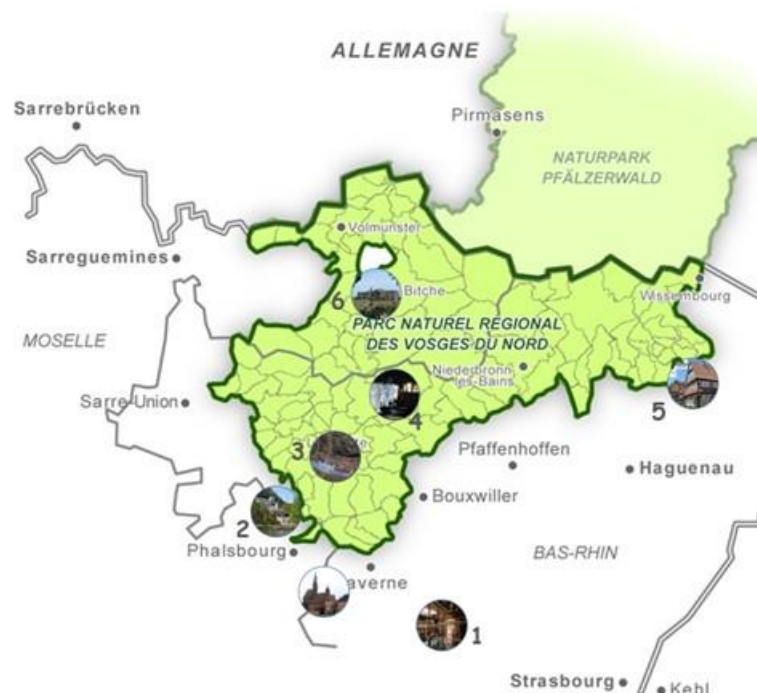 ALLEMAGNE
Sarrebrücken
Pirmasens
NATURPARK
PFÄLZERWALD
Volmunster
Sarreguemines
6
Bitche
Wissembourg
PARC NATUREL REGIONAL
DES VOSGES DU NORD
MOSELLE
Niederbronn
les-Bains
Sarre-Union
5
4
3
Pfaffenhoffen
Haguenau
Bouxwiller
2
Phalsbourg
BAS-RHIN
averne
1
Strasbourg
Kehl